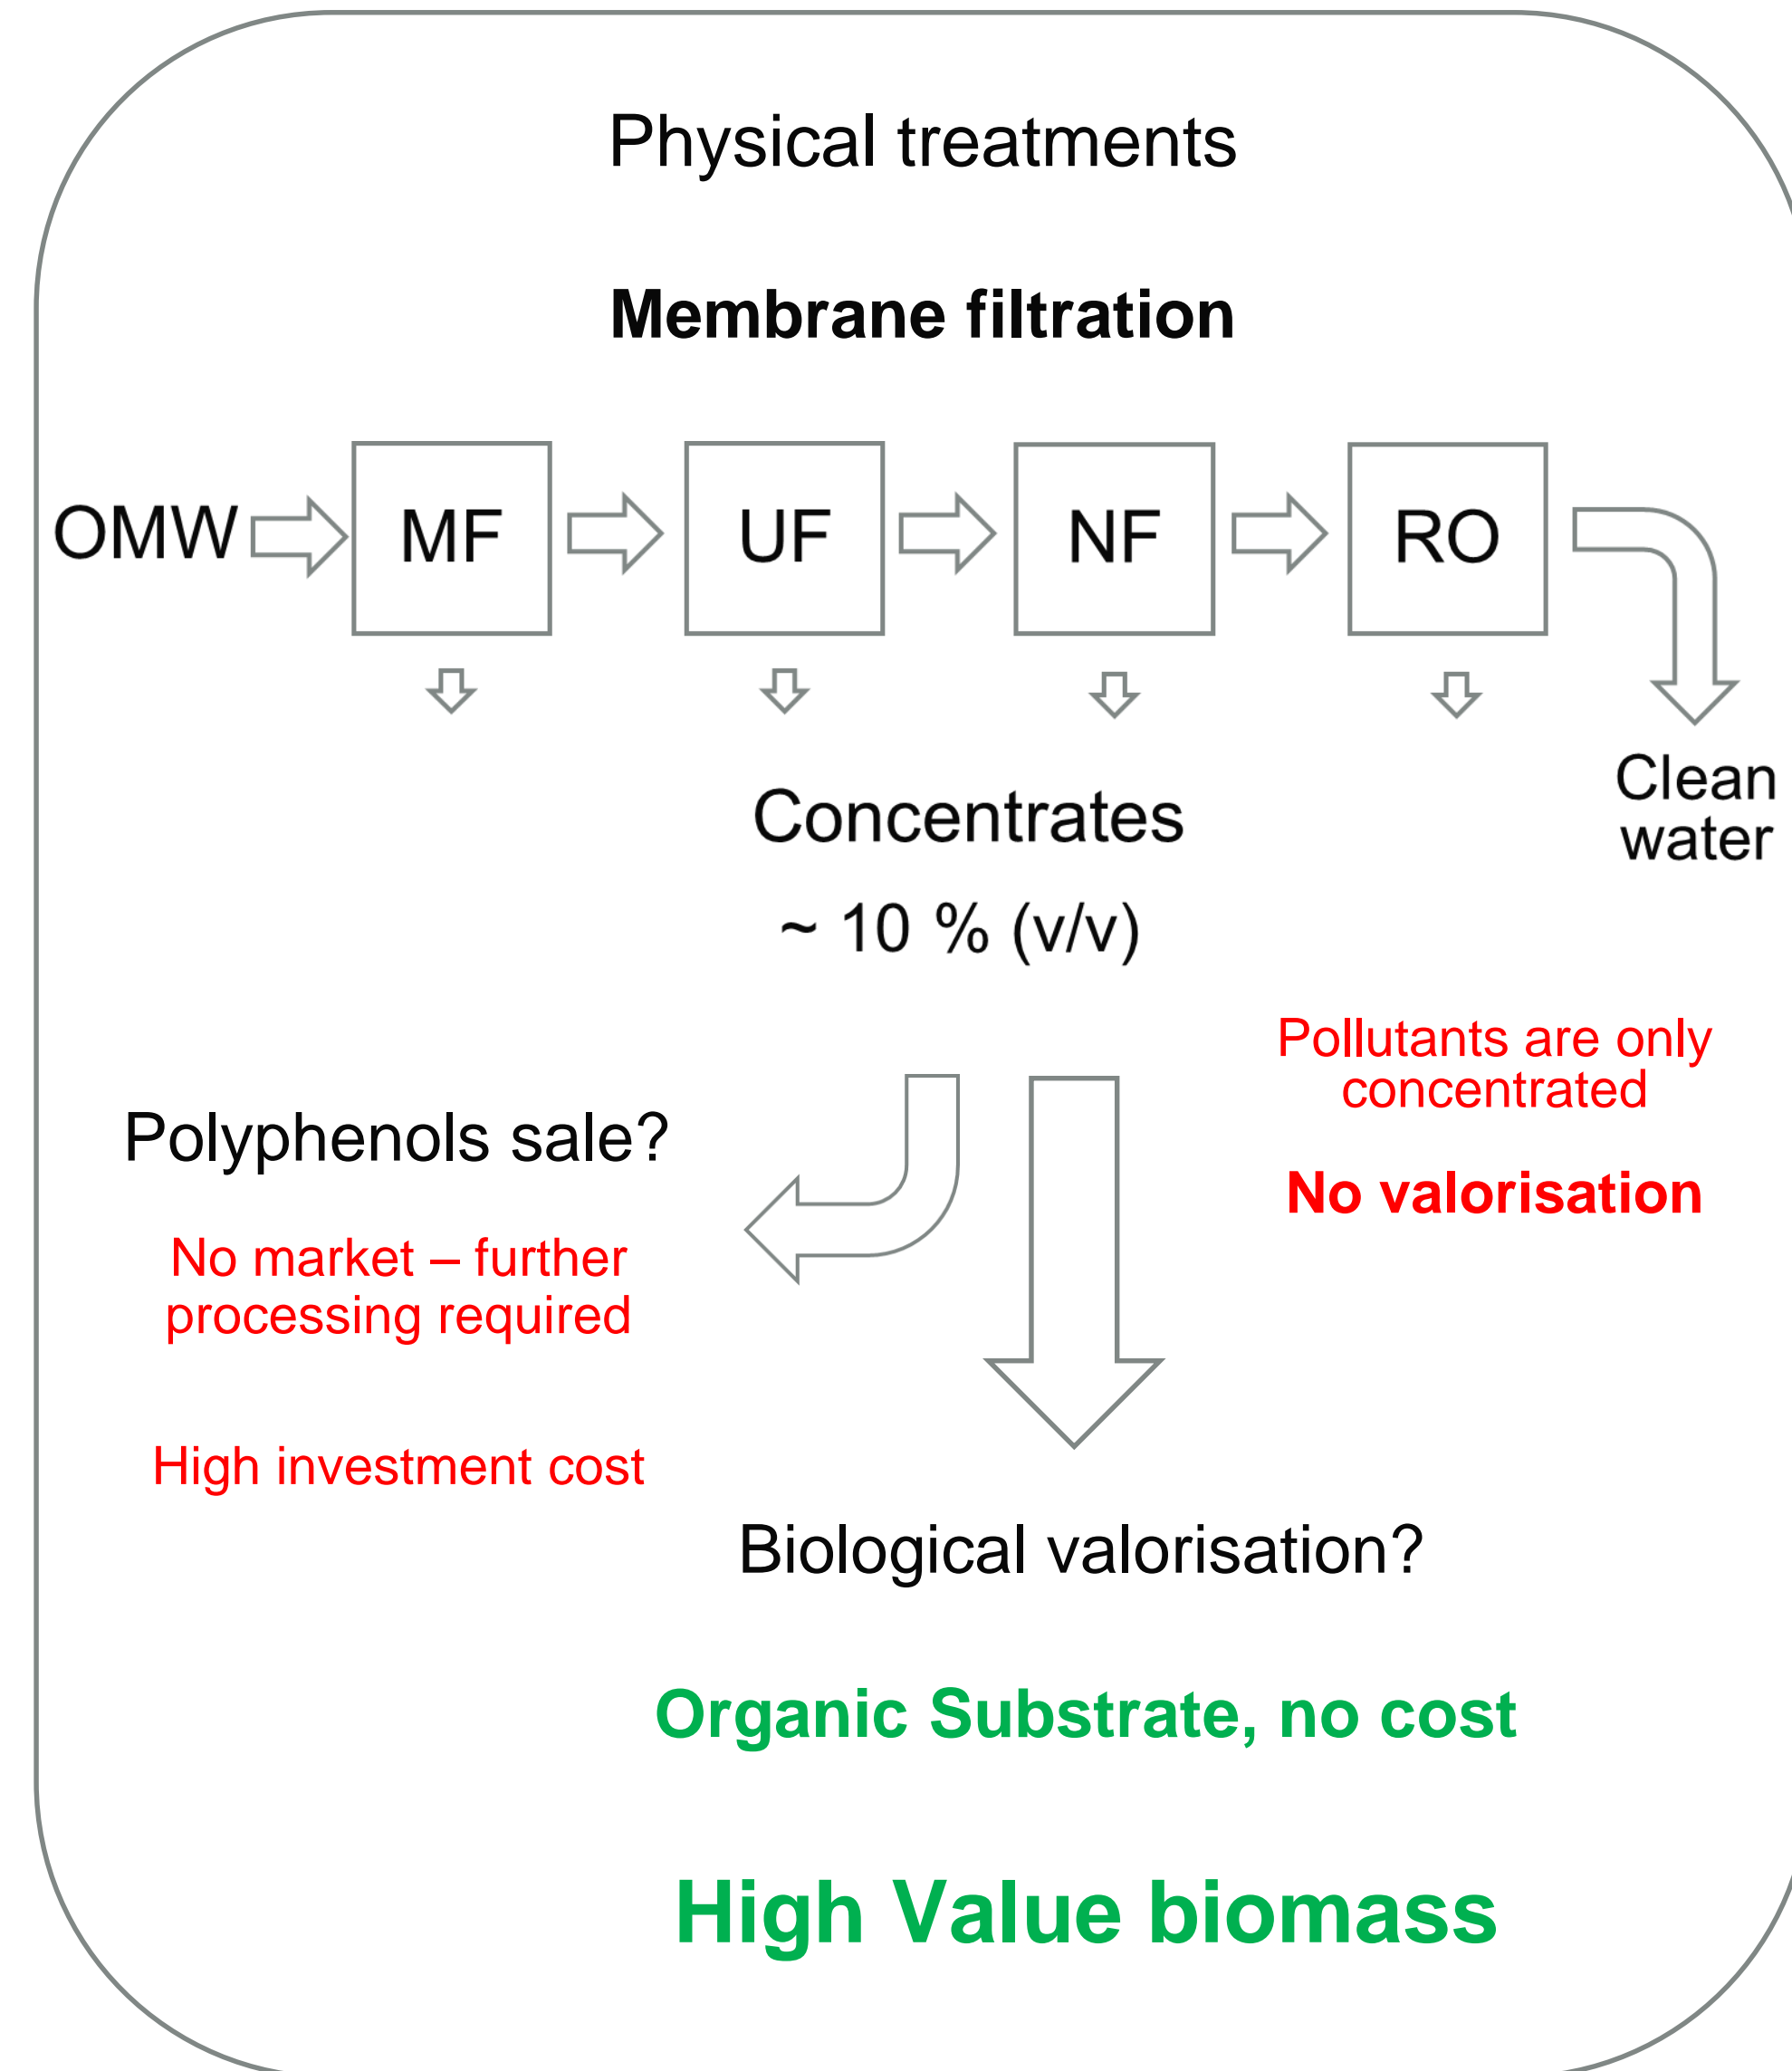 Physical treatments
Membrane filtration
OMW MF UF NF RO
Clean
water
Concentrates
~ 10 % (v/v)
Pollutants are only
concentrated
No valorisation
Polyphenols sale?
No market – further
processing required
High investment cost
Biological valorisation?
Organic Substrate, no cost
High Value biomass